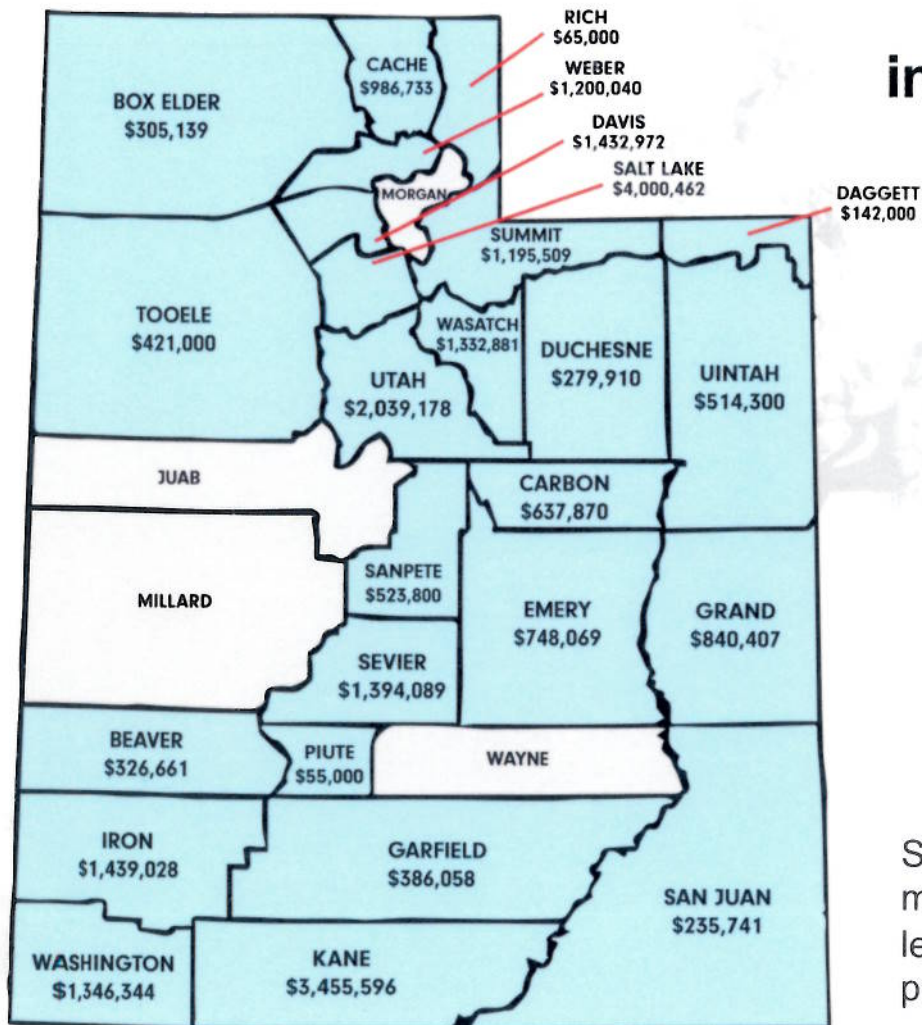 RICH
$65,000
WEBER
$1,200,040
DAVIS
$1,432,972
SALT LAKE
$4,000,462
DAGGETT
$142,000
CACHE
$986,733
BOX ELDER
$305,139
MORGAN
SUMMIT
$1,195,509
TOOELE
$421,000
WASATCH
$1,332,881
DUCHESNE
$279,910
UINTAH
$514,300
UTAH
$2,039,178
JUAB
CARBON
$637,870
SANPETE
$523,800
MILLARD
EMERY
$748,069
GRAND
$840,407
SEVIER
$1,394,089
BEAVER
$326,661
PIUTE
$55,000
WAYNE
IRON
$1,439,028
GARFIELD
$386,058
SAN JUAN
$235,741
WASHINGTON
$1,346,344
KANE
$3,455,596